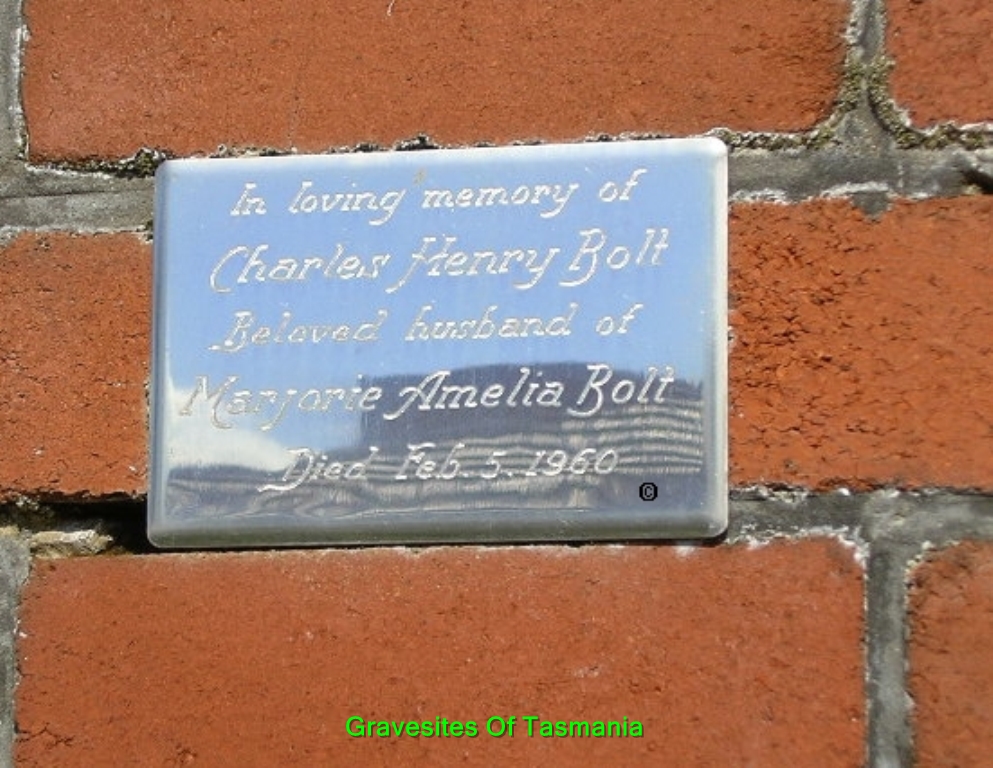 In loving memory of
Charles Henry Bolt
Beloved husband of
Marjorie Amelia Bolt
Died Feb. 5. 1960
©
Gravesites Of Tasmania